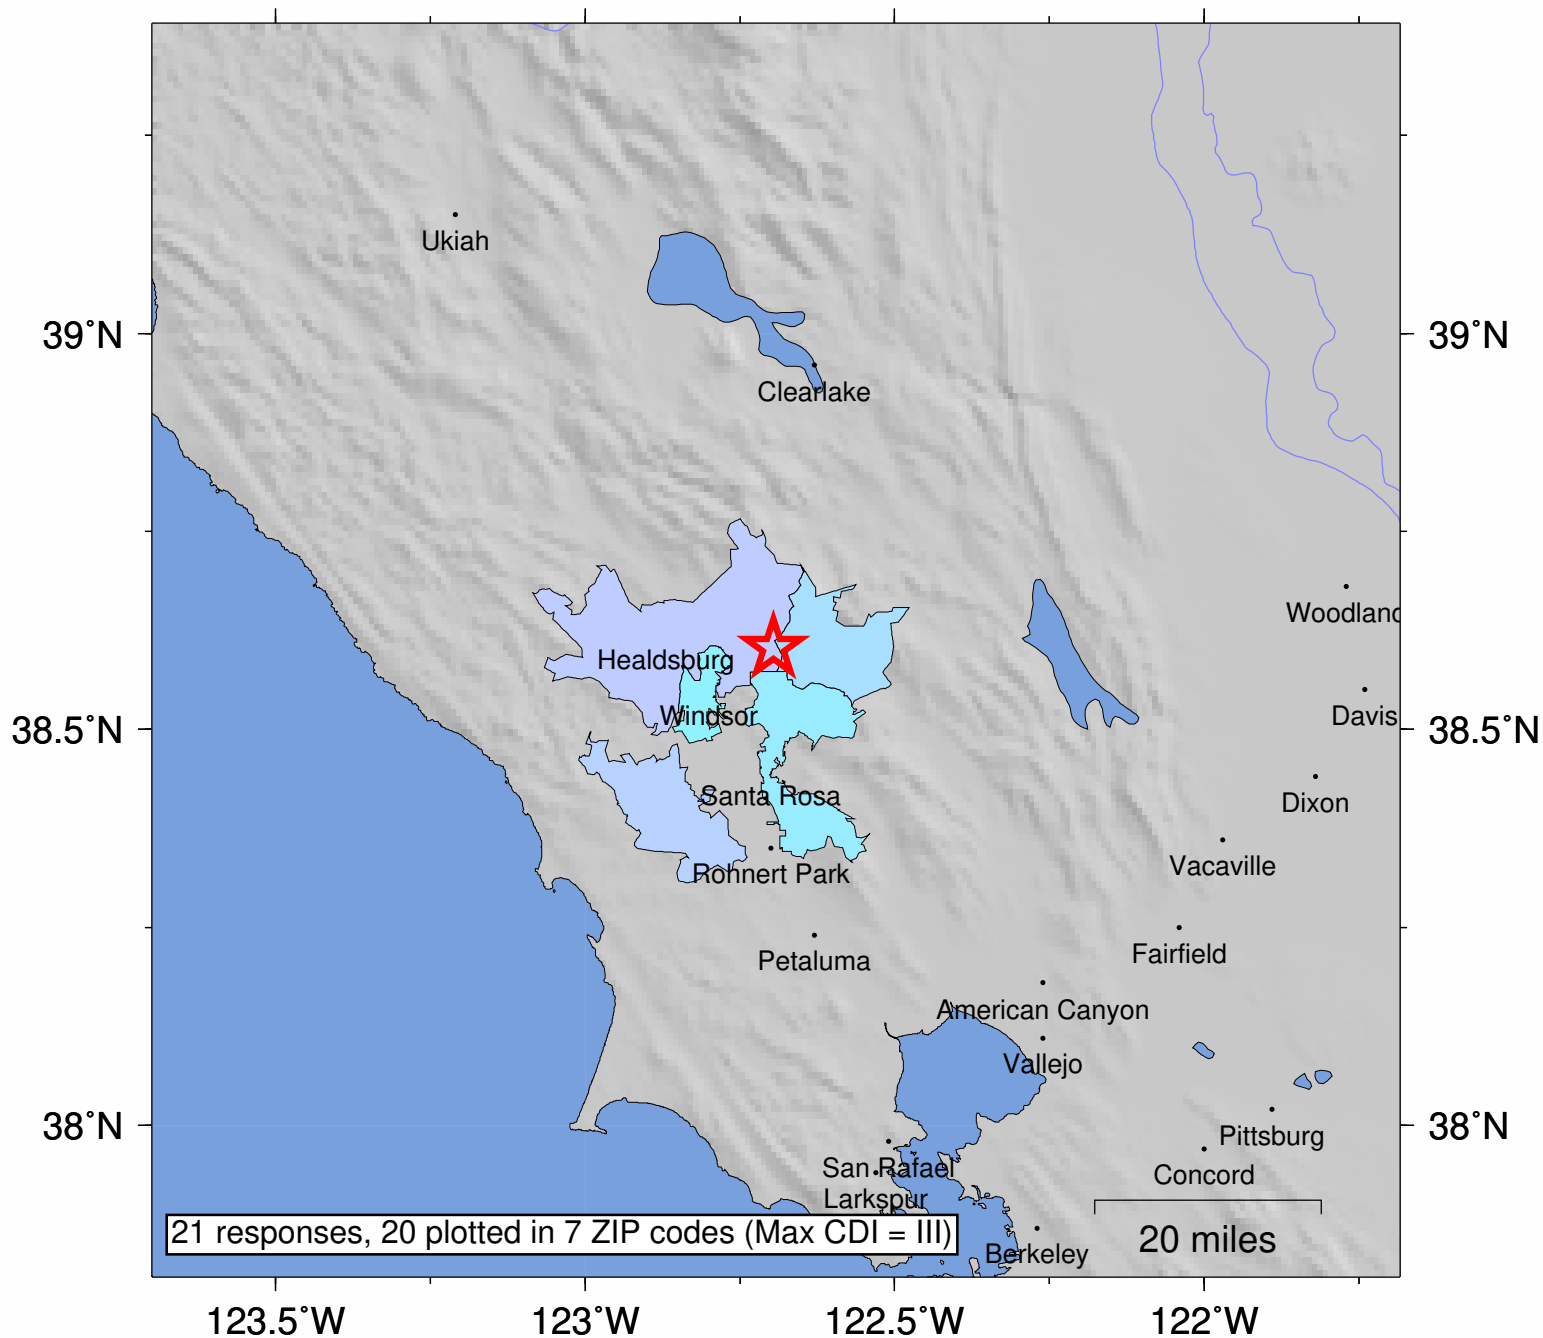 Ukiah
39°N
39°N
Clearlake
Woodland
Healdsburg
Windsor
Davis
38.5°N
38.5°N
Santa Rosa
Dixon
Vacaville
Rohnert Park
Fairfield
Petaluma
American Canyon
Vallejo
38°N
38°N
Pittsburg
San Rafael
Concord
Larkspur
21 responses, 20 plotted in 7 ZIP codes (Max CDI = III)
20 miles
Berkeley
123.5°W
123°W
122.5°W
122°W